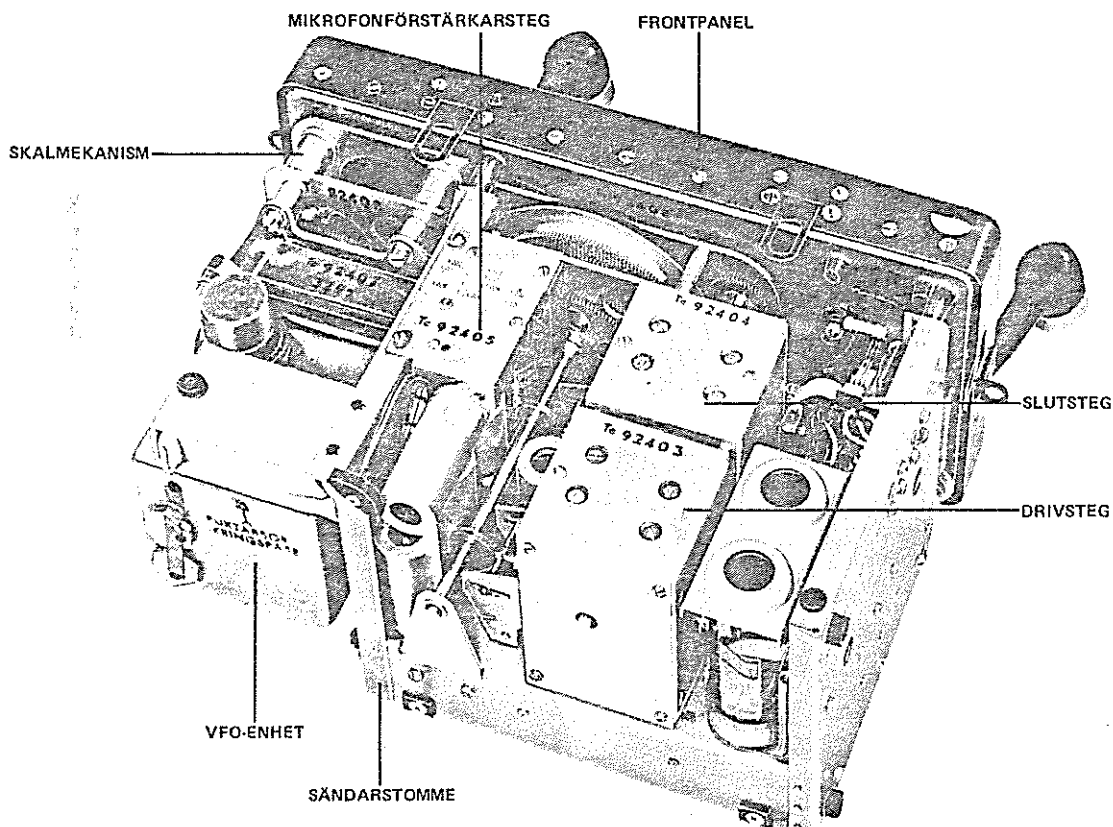 MIKROFONFÖRSTÄRKARSTEG
FRONTPANEL
SKALMEKANISM
Tc 92404
Tc 92405
SLUTSTEG
Tc 92403
DRIVSTEG
VFO-ENHET
SÄNDARSTOMME